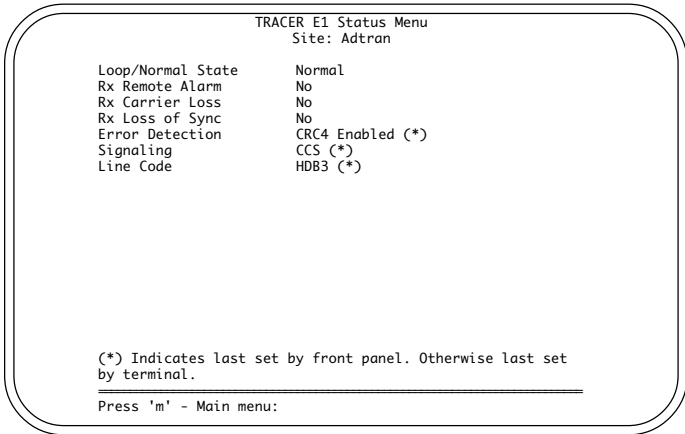 TRACER E1 Status Menu
Site: Adtran
Loop/Normal State Normal
Rx Remote Alarm No
Rx Carrier Loss No
Rx Loss of Sync No
Error Detection CRC4 Enabled (*)
Signaling CCS (*)
Line Code HDB3 (*)
(*) Indicates last set by front panel. Otherwise last set
by terminal.
Press 'm' - Main menu: